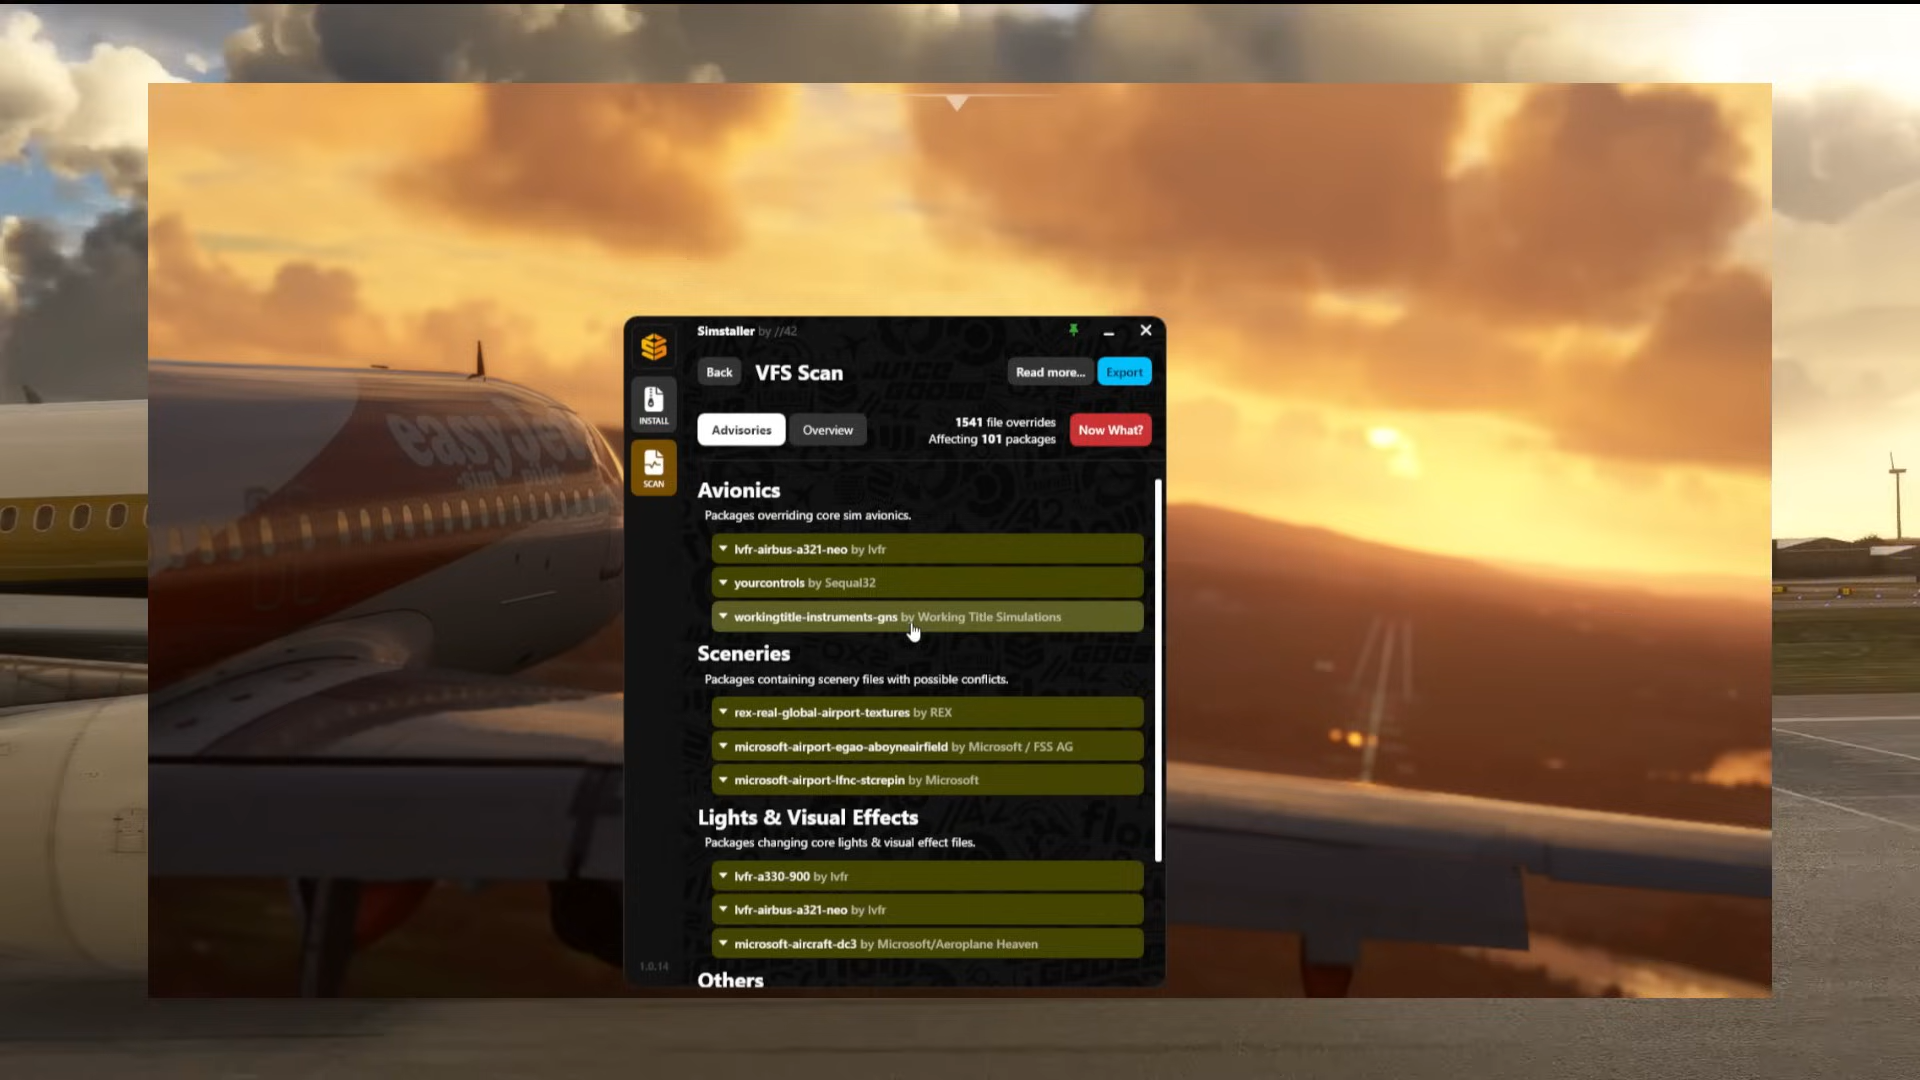 easyJet
-sim pilot-
Simstaller by //42
Back
VFS Scan
Read more...
Export
INSTALL
SCAN
Advisories
Overview
1541 file overrides
Affecting 101 packages
Now What?
Avionics
Packages overriding core sim avionics.
lvfr-airbus-a321-neo by lvfr
yourcontrols by Sequal32
workingtitle-instruments-gns by Working Title Simulations
Sceneries
Packages containing scenery files with possible conflicts.
rex-real-global-airport-textures by REX
microsoft-airport-egao-aboyneairfield by Microsoft / FSS AG
microsoft-airport-lfnc-stcrepin by Microsoft
Lights & Visual Effects
Packages changing core lights & visual effect files.
lvfr-a330-900 by lvfr
lvfr-airbus-a321-neo by lvfr
microsoft-aircraft-dc3 by Microsoft/Aeroplane Heaven
Others
1.0.14